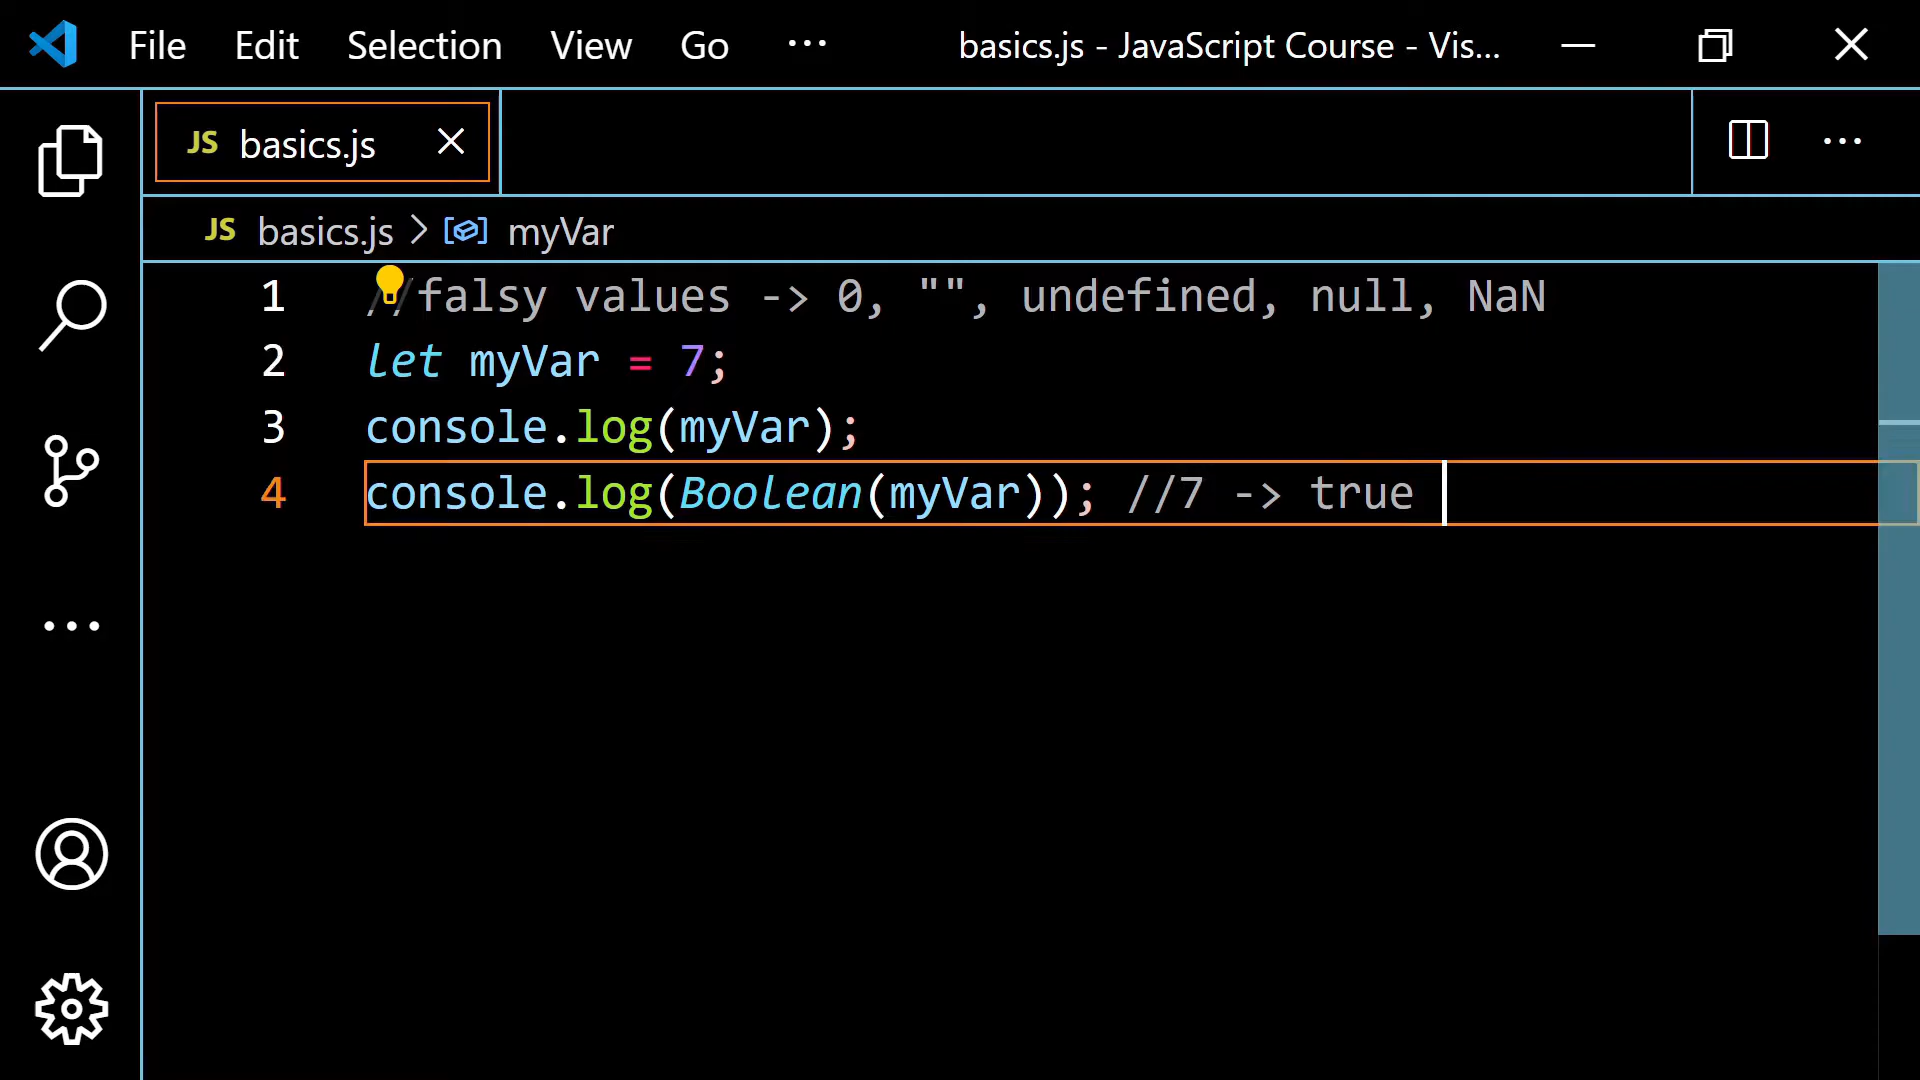 File Edit Selection View Go ··· basics.js - JavaScript Course - Vis...
JS basics.js
JS basics.js > myVar
1 //falsy values -> 0, "", undefined, null, NaN
2 let myVar = 7;
3 console.log(myVar);
4 console.log(Boolean(myVar)); //7 -> true